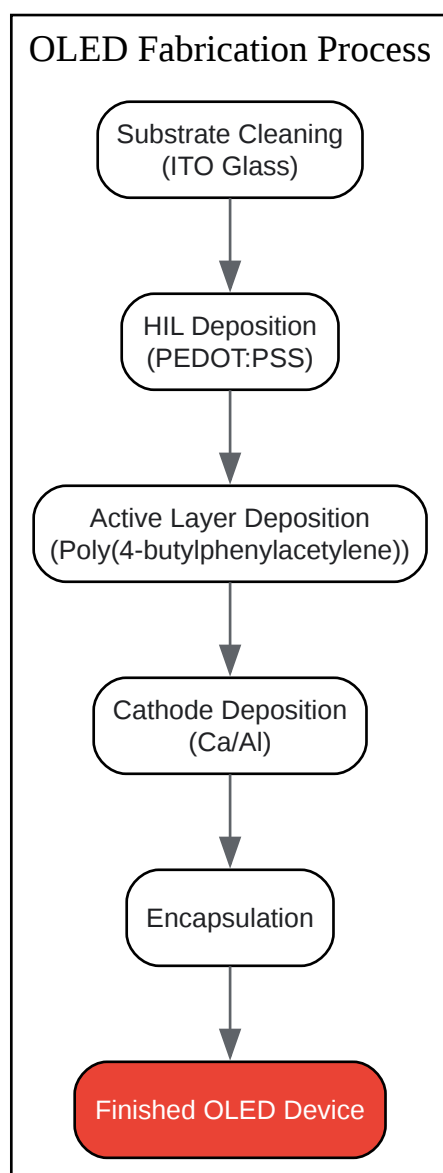 OLED Fabrication Process
Substrate Cleaning
(ITO Glass)
HIL Deposition
(PEDOT:PSS)
Active Layer Deposition
(Poly(4-butylphenylacetylene))
Cathode Deposition
(Ca/Al)
Encapsulation
Finished OLED Device